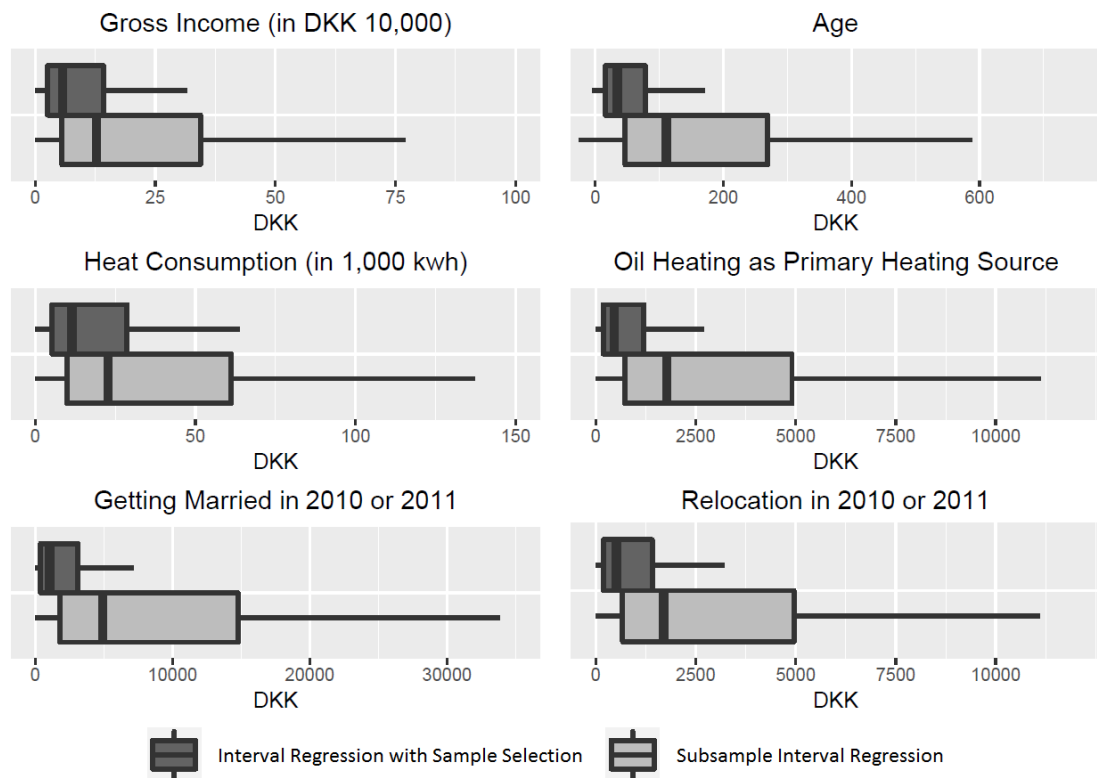 Gross Income (in DKK 10,000)
0 25 50 75 100
DKK
Age
0 200 400 600
DKK
Heat Consumption (in 1,000 kwh)
0 50 100 150
DKK
Oil Heating as Primary Heating Source
0 2500 5000 7500 10000
DKK
Getting Married in 2010 or 2011
0 10000 20000 30000
DKK
Relocation in 2010 or 2011
0 2500 5000 7500 10000
DKK
Interval Regression with Sample Selection
Subsample Interval Regression